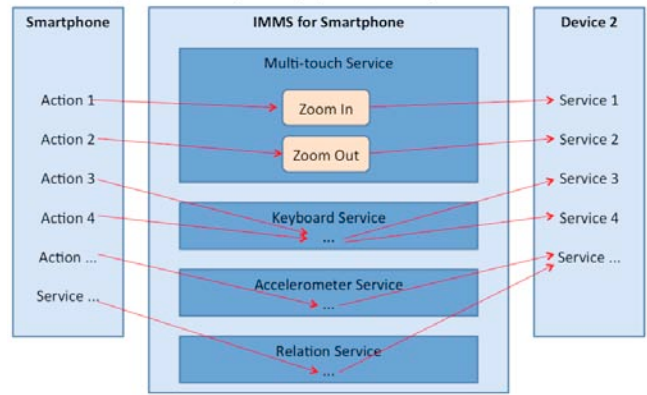 Smartphone
Action 1
Action 2
Action 3
Action 4
Action ...
Service ...
IMMS for Smartphone
Multi-touch Service
Zoom In
Zoom Out
Keyboard Service
...
Accelerometer Service
...
Relation Service
...
Device 2
Service 1
Service 2
Service 3
Service 4
Service ...